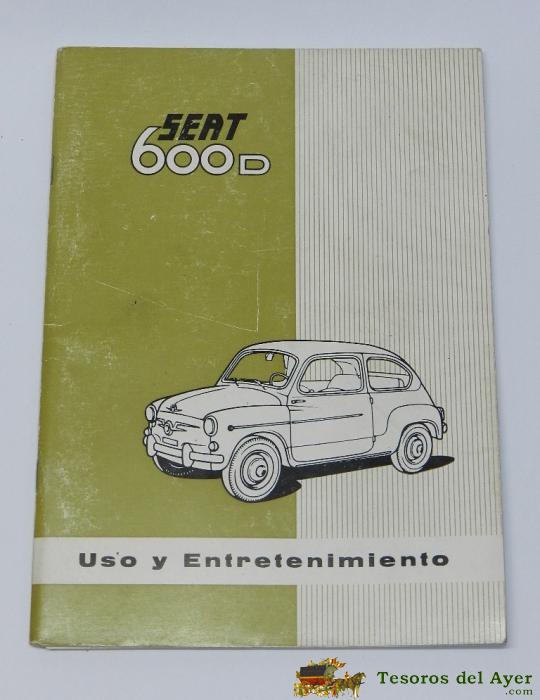 SEAT
600D
Uso y Entretenimiento
Tesoros del Ayer
.com